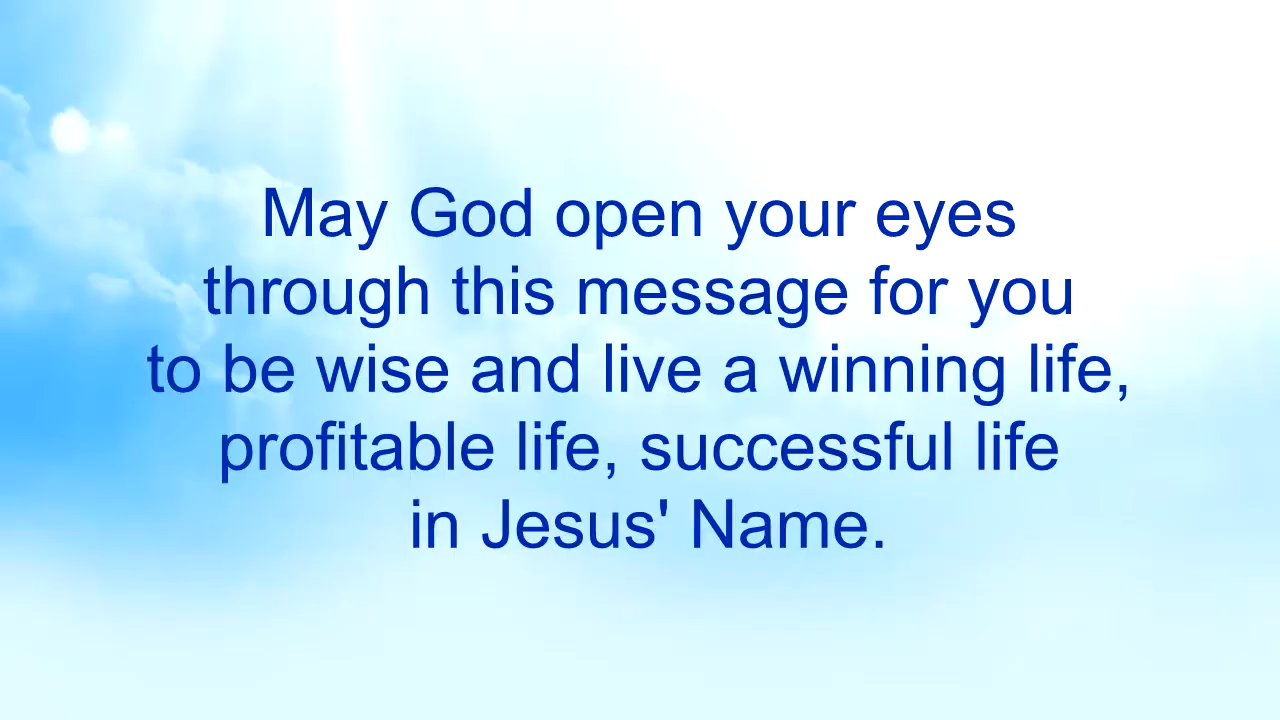 May God open your eyes
through this message for you
to be wise and live a winning life,
profitable life, successful life
in Jesus' Name.